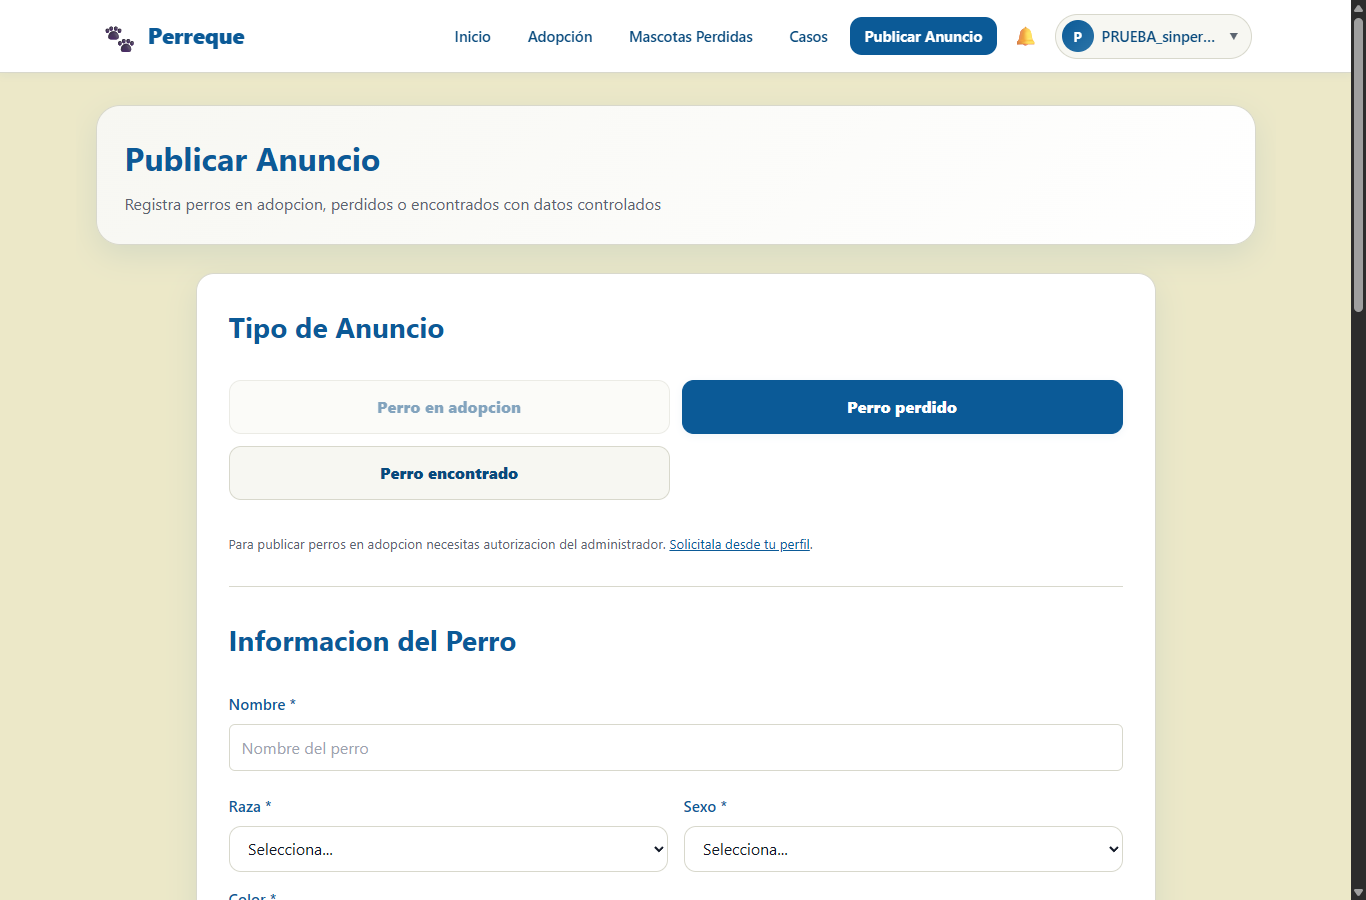 Perreque
Inicio
Adopción
Mascotas Perdidas
Casos
Publicar Anuncio
P
PRUEBA_sinper...
Publicar Anuncio
Registra perros en adopcion, perdidos o encontrados con datos controlados
Tipo de Anuncio
Perro en adopcion
Perro perdido
Perro encontrado
Para publicar perros en adopcion necesitas autorizacion del administrador. Solicitala desde tu perfil.
Informacion del Perro
Nombre *
Nombre del perro
Raza *
Sexo *
Selecciona...
Selecciona...
Color *